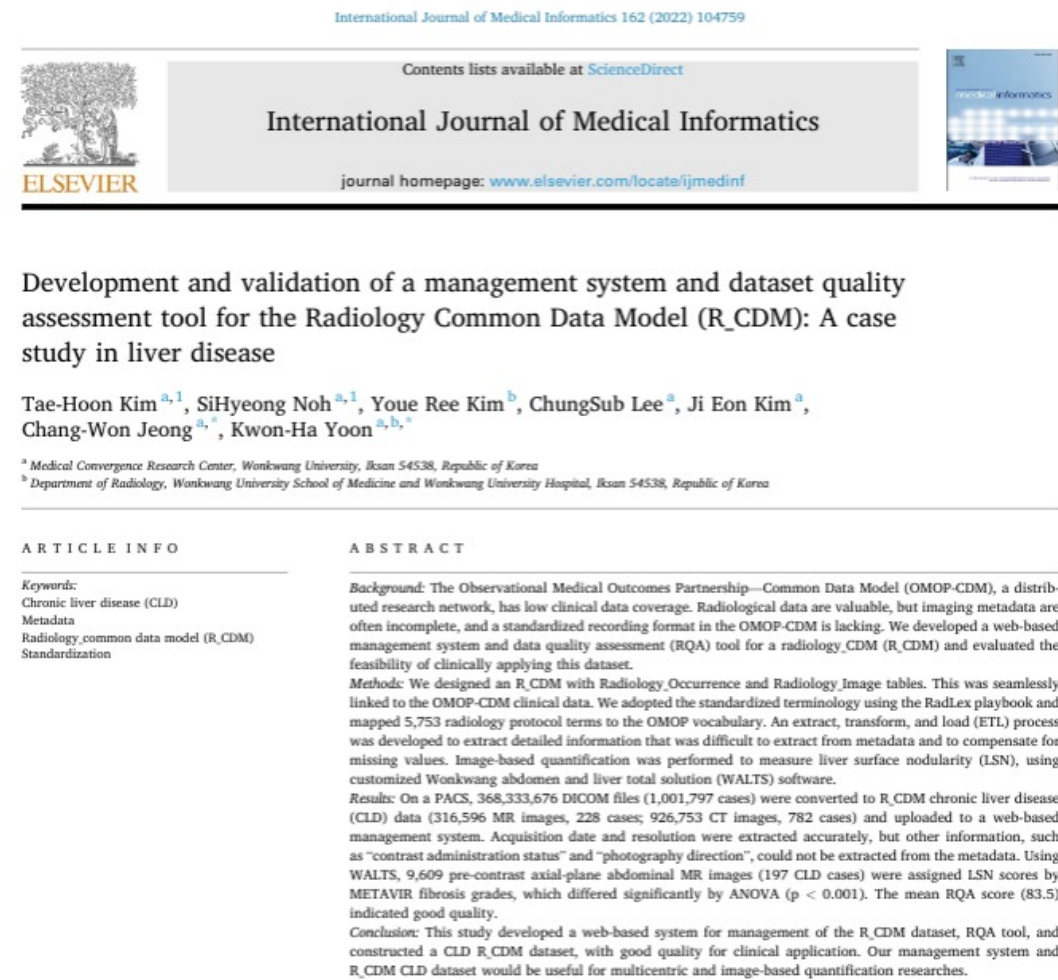 International Journal of Medical Informatics 162 (2022) 104759
Contents lists available at ScienceDirect
International Journal of Medical Informatics
journal homepage: www.elsevier.com/locate/ijmedinf
ELSEVIER
medical informatics
Development and validation of a management system and dataset quality
assessment tool for the Radiology Common Data Model (R_CDM): A case
study in liver disease
Tae-Hoon Kim a,1, SiHyeong Noh a,1, Youe Ree Kim b, ChungSub Lee a, Ji Eon Kim a,
Chang-Won Jeong a,*, Kwon-Ha Yoon a,b,*
a Medical Convergence Research Center, Wonkwang University, Iksan 54538, Republic of Korea
b Department of Radiology, Wonkwang University School of Medicine and Wonkwang University Hospital, Iksan 54538, Republic of Korea
ARTICLE INFO
Keywords:
Chronic liver disease (CLD)
Metadata
Radiology_common data model (R_CDM)
Standardization
ABSTRACT
Background: The Observational Medical Outcomes Partnership—Common Data Model (OMOP-CDM), a distrib-
uted research network, has low clinical data coverage. Radiological data are valuable, but imaging metadata are
often incomplete, and a standardized recording format in the OMOP-CDM is lacking. We developed a web-based
management system and data quality assessment (RQA) tool for a radiology_CDM (R_CDM) and evaluated the
feasibility of clinically applying this dataset.
Methods: We designed an R_CDM with Radiology_Occurrence and Radiology_Image tables. This was seamlessly
linked to the OMOP-CDM clinical data. We adopted the standardized terminology using the RadLex playbook and
mapped 5,753 radiology protocol terms to the OMOP vocabulary. An extract, transform, and load (ETL) process
was developed to extract detailed information that was difficult to extract from metadata and to compensate for
missing values. Image-based quantification was performed to measure liver surface nodularity (LSN), using
customized Wonkwang abdomen and liver total solution (WALTS) software.
Results: On a PACS, 368,333,676 DICOM files (1,001,797 cases) were converted to R_CDM chronic liver disease
(CLD) data (316,596 MR images, 228 cases; 926,753 CT images, 782 cases) and uploaded to a web-based
management system. Acquisition date and resolution were extracted accurately, but other information, such
as “contrast administration status” and “photography direction”, could not be extracted from the metadata. Using
WALTS, 9,609 pre-contrast axial-plane abdominal MR images (197 CLD cases) were assigned LSN scores by
METAVIR fibrosis grades, which differed significantly by ANOVA (p < 0.001). The mean RQA score (83.5)
indicated good quality.
Conclusion: This study developed a web-based system for management of the R_CDM dataset, RQA tool, and
constructed a CLD R_CDM dataset, with good quality for clinical application. Our management system and
R_CDM CLD dataset would be useful for multicentric and image-based quantification researches.